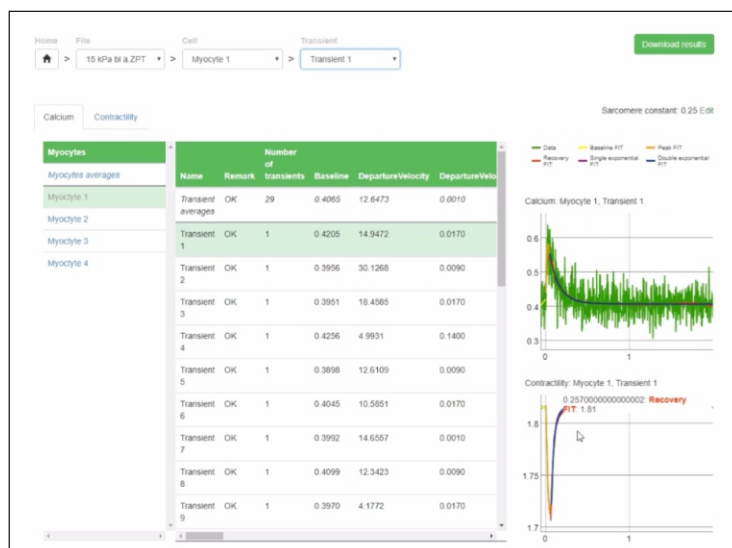 Home File Cell Transient
> 15 kPa bl a.ZPT > Myocyte 1 > Transient 1
Download results
Calcium Contractility
Sarcomere constant: 0.25 Edit
Myocytes
Myocytes averages
Myoctyte 1
Myoctyte 2
Myoctyte 3
Myoctyte 4
Name Remark Number of transients Baseline DepartureVelocity DepartureVelo
Transient averages OK 29 0.4065 12.6473 0.0010
Transient 1 OK 1 0.4205 14.9472 0.0170
Transient 2 OK 1 0.3956 30.1268 0.0090
Transient 3 OK 1 0.3951 18.4585 0.0170
Transient 4 OK 1 0.4256 4.9931 0.1400
Transient 5 OK 1 0.3898 12.6109 0.0090
Transient 6 OK 1 0.4045 10.5851 0.0170
Transient 7 OK 1 0.3992 14.6557 0.0010
Transient 8 OK 1 0.4099 12.3423 0.0090
Transient 9 OK 1 0.3970 4.1772 0.0170
Data Baseline FIT Peak FIT
Recovery FIT Single exponential FIT Double exponential FIT
Calcium: Myocyte 1, Transient 1
0.6
0.5
0.4
0.3
0 1
Contractility: Myocyte 1, Transient 1
0.2570000000000002: Recovery
FIT: 1.81
1.8
1.75
1.7
0 1